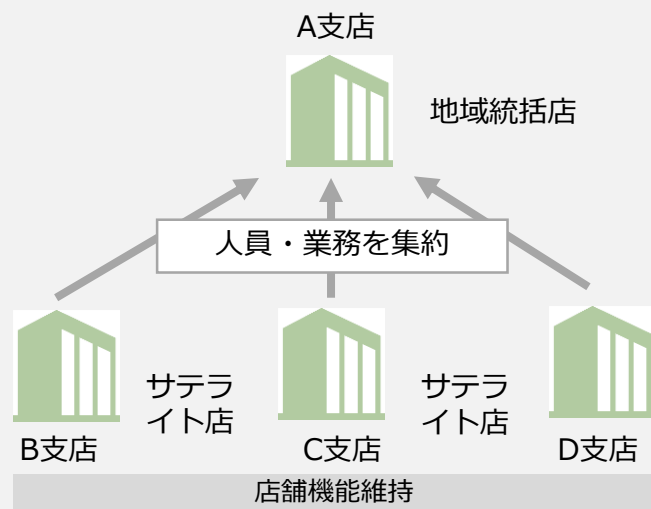 A支店
地域統括店
人員・業務を集約
サテラ
イト店
サテラ
イト店
B支店
C支店
D支店
店舗機能維持